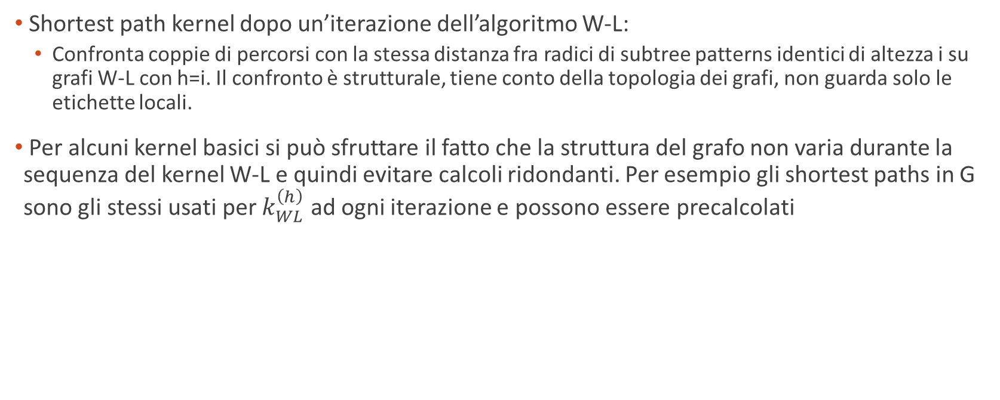 • Shortest path kernel dopo un’iterazione dell’algoritmo W-L:
• Confronta coppie di percorsi con la stessa distanza fra radici di subtree patterns identici di altezza i su
grafi W-L con h=i. Il confronto è strutturale, tiene conto della topologia dei grafi, non guarda solo le
etichette locali.
• Per alcuni kernel basici si può sfruttare il fatto che la struttura del grafo non varia durante la
sequenza del kernel W-L e quindi evitare calcoli ridondanti. Per esempio gli shortest paths in G
sono gli stessi usati per $k_{WL}^{(h)}$ ad ogni iterazione e possono essere precalcolati